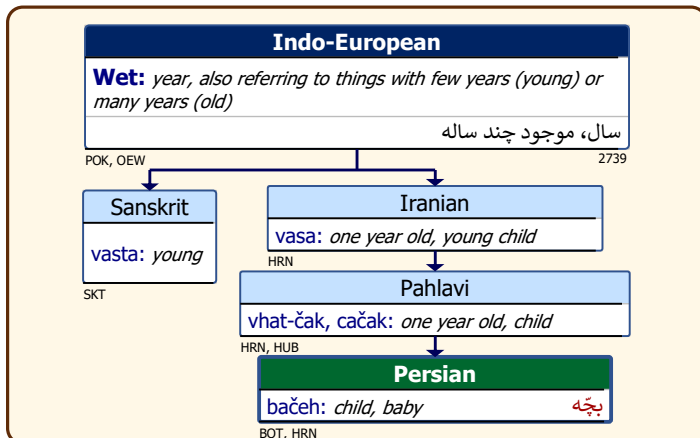 Indo-European
Wet: year, also referring to things with few years (young) or
many years (old)
سال، موجود چند ساله
POK, OEW 2739
Sanskrit
vasta: young
SKT
Iranian
vasa: one year old, young child
HRN
Pahlavi
vhat-čak, cačak: one year old, child
HRN, HUB
Persian
bačeh: child, baby بچّه
BOT, HRN